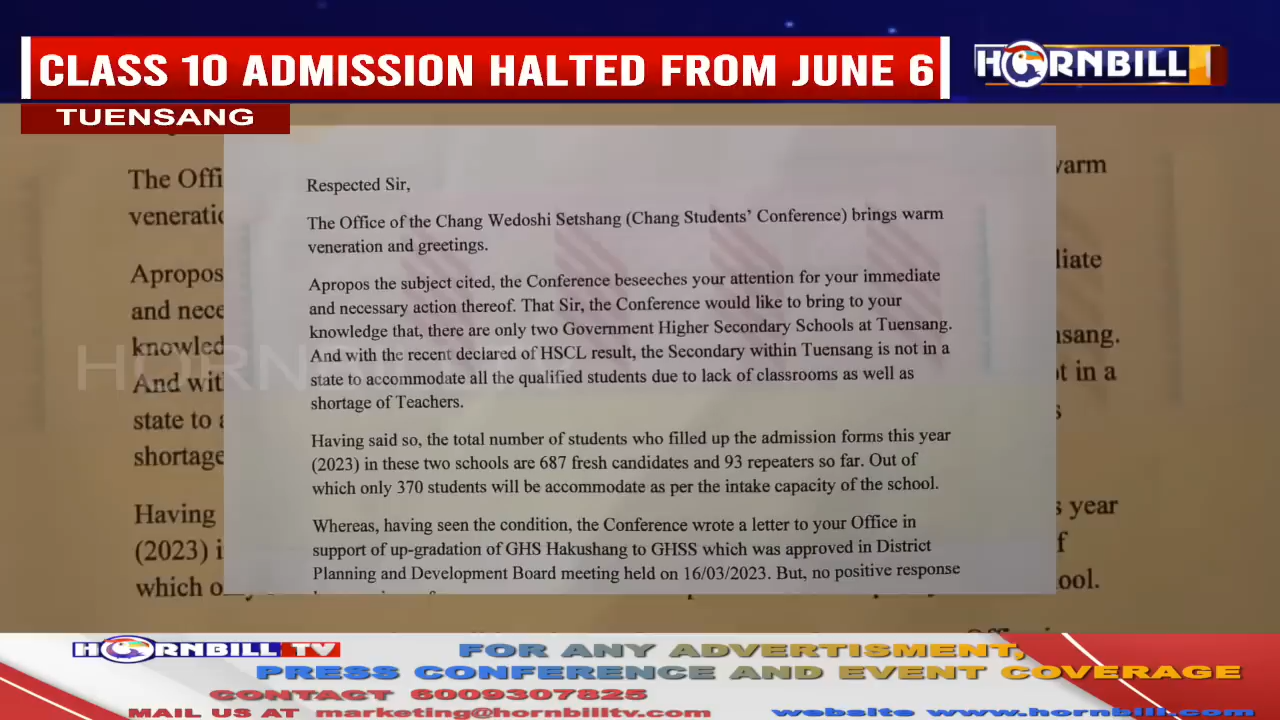 CLASS 10 ADMISSION HALTED FROM JUNE 6
HORNBILL
TUENSANG
Respected Sir,
The Office of the Chang Wedoshi Setshang (Chang Students' Conference) brings warm
veneration and greetings.
Apropos the subject cited, the Conference beseeches your attention for your immediate
and necessary action thereof. That Sir, the Conference would like to bring to your
knowledge that, there are only two Government Higher Secondary Schools at Tuensang.
And with the recent declared of HSCL result, the Secondary within Tuensang is not in a
state to accommodate all the qualified students due to lack of classrooms as well as
shortage of Teachers.
Having said so, the total number of students who filled up the admission forms this year
(2023) in these two schools are 687 fresh candidates and 93 repeaters so far. Out of
which only 370 students will be accommodate as per the intake capacity of the school.
Whereas, having seen the condition, the Conference wrote a letter to your Office in
support of up-gradation of GHS Hakushang to GHSS which was approved in District
Planning and Development Board meeting held on 16/03/2023. But, no positive response
HORNBILL TV
FOR ANY ADVERTISMENT,
PRESS CONFERENCE AND EVENT COVERAGE
CONTACT 6009307825
MAIL US AT marketing@hornbilltv.com website www.hornbill.com